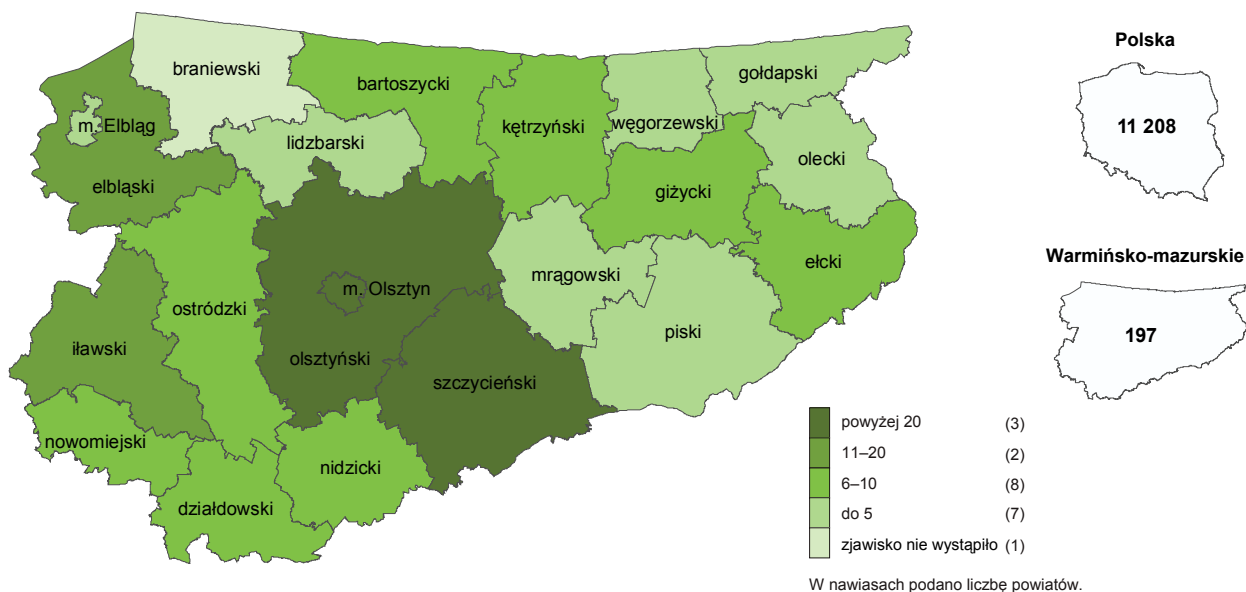 braniewski
bartoszycki
gołdapski
m. Elbląg
kętrzyński
węgorzewski
lidzbarski
olecki
elbląski
giżycki
ełcki
mrągowski
m. Olsztyn
ostródzki
piski
iławski
olsztyński
szczycieński
nowomiejski
nidzicki
działdowski
Polska
11 208
Warmińsko-mazurskie
197
powyżej 20 (3)
11–20 (2)
6–10 (8)
do 5 (7)
zjawisko nie wystąpiło (1)
W nawiasach podano liczbę powiatów.